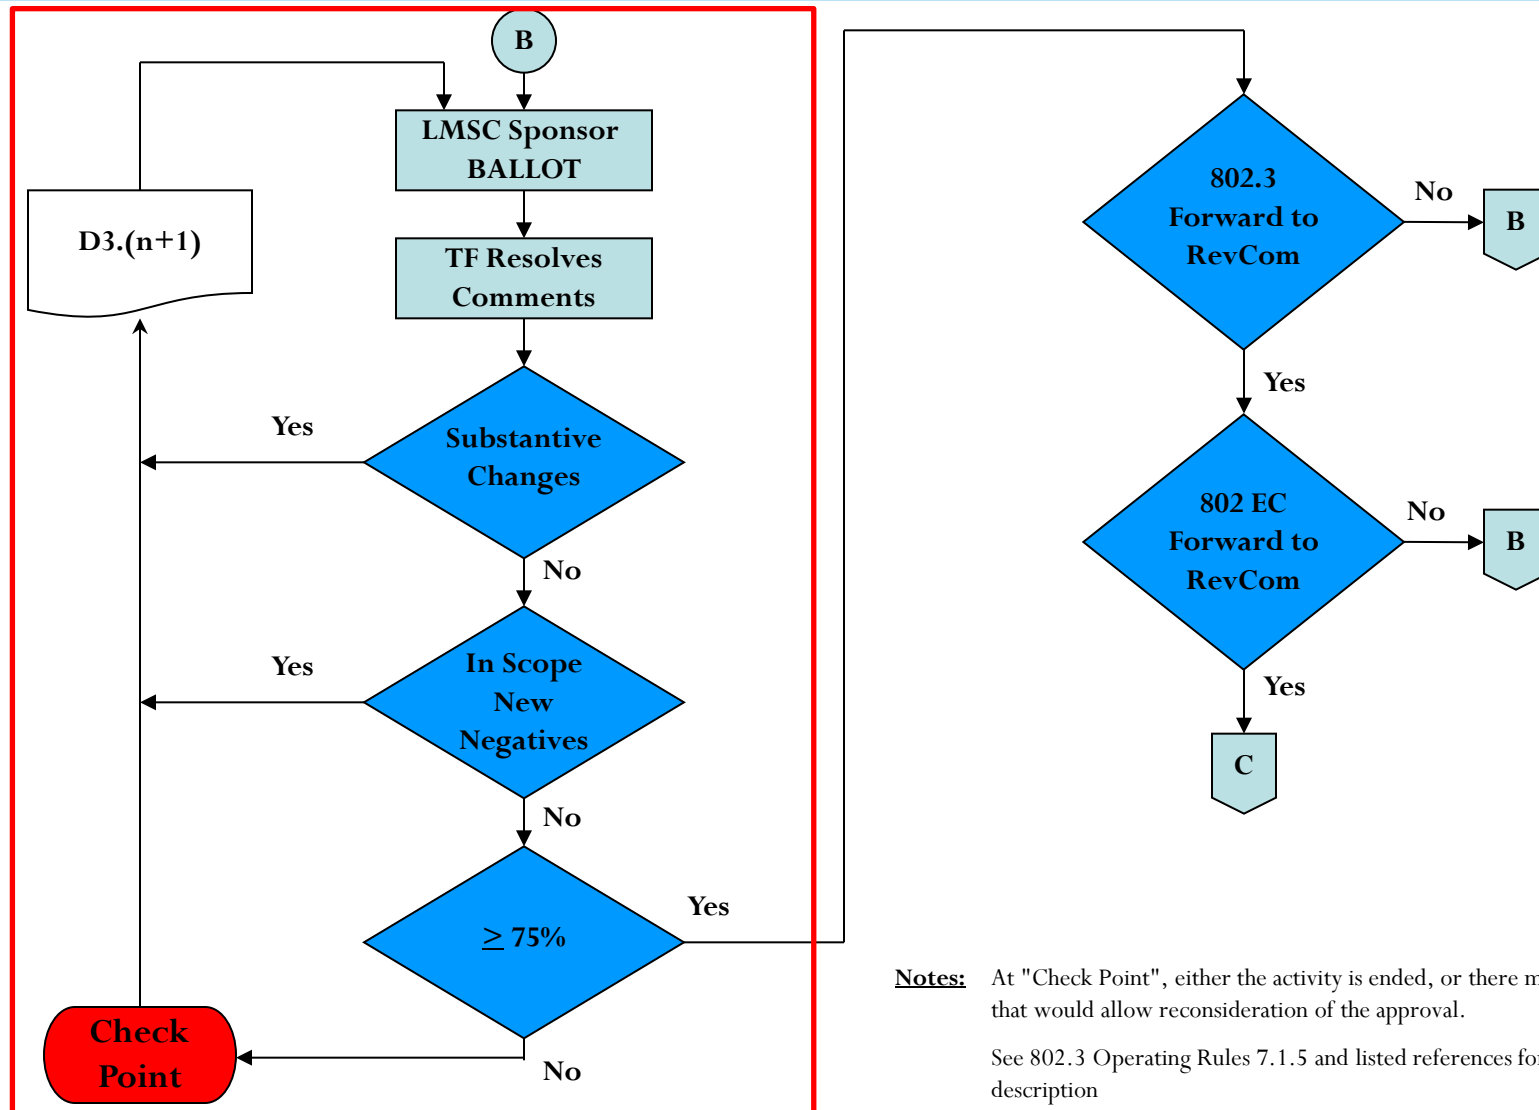 B
LMSC Sponsor
BALLOT
D3.(n+1)
TF Resolves
Comments
Yes
Substantive
Changes
No
Yes
In Scope
New
Negatives
No
≥ 75%
Yes
Check
Point
No
802.3
Forward to
RevCom
No
B
Yes
802 EC
Forward to
RevCom
No
B
Yes
C
Notes: At "Check Point", either the activity is ended, or there
that would allow reconsideration of the approval.
See 802.3 Operating Rules 7.1.5 and listed references for
description